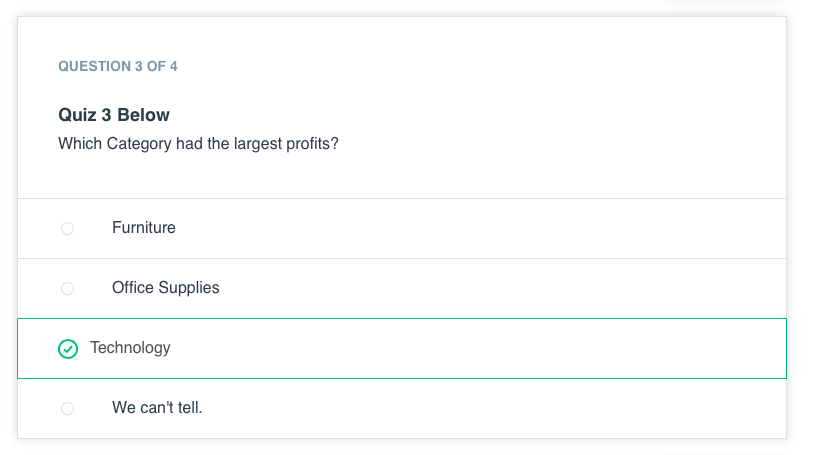 QUESTION 3 OF 4
Quiz 3 Below
Which Category had the largest profits?
Furniture
Office Supplies
Technology
We can't tell.